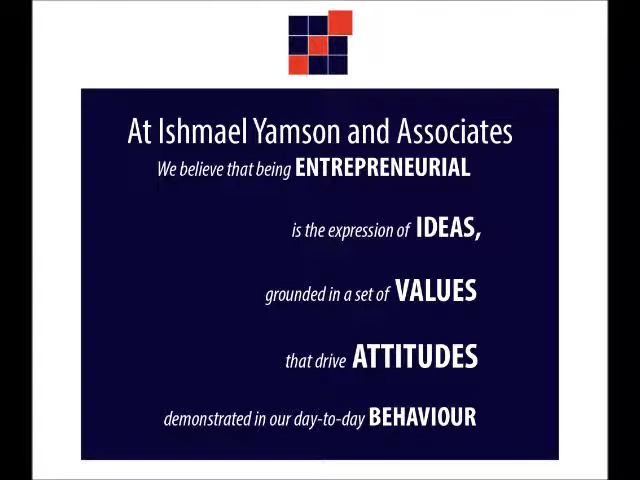 At Ishmael Yamson and Associates
We believe that being ENTREPRENEURIAL
is the expression of IDEAS,
grounded in a set of VALUES
that drive ATTITUDES
demonstrated in our day-to-day BEHAVIOUR